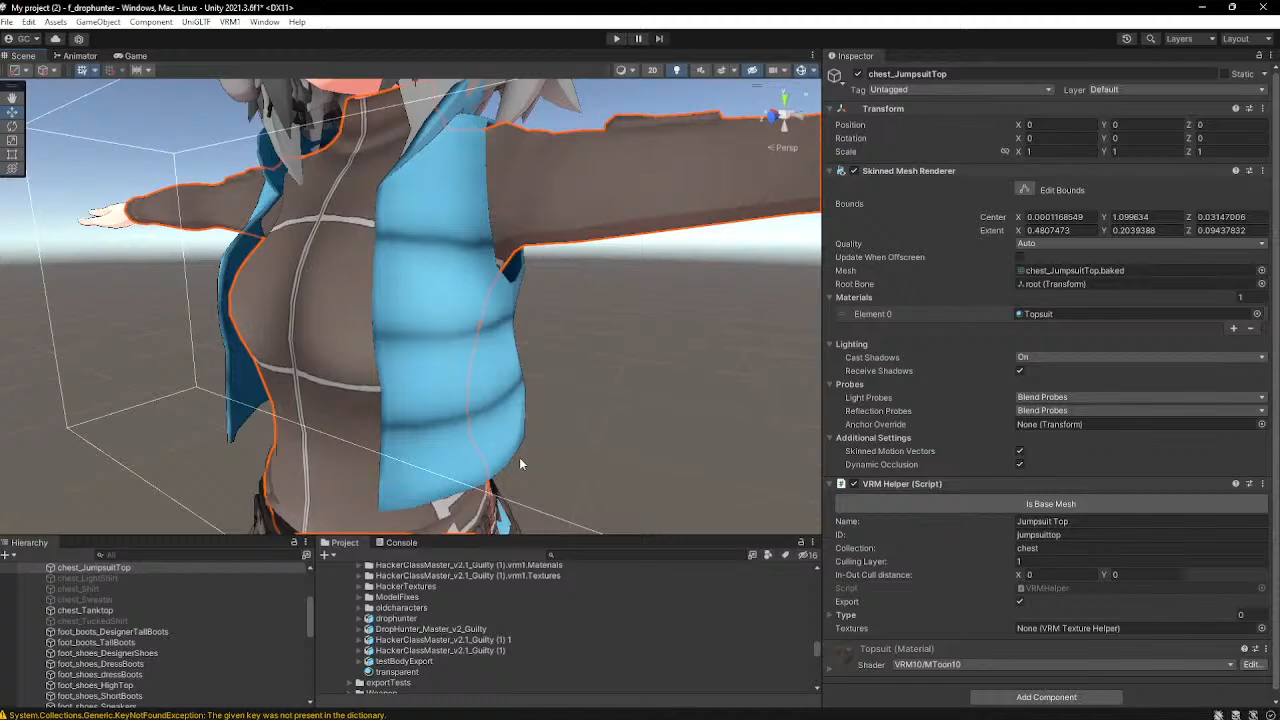 My project (2) - f_drophunter - Windows, Mac, Linux - Unity 2021.3.6f1* <DX11>
File Edit Assets GameObject Component UniGLTF VRM1 Window Help
GC Layers Layout
Scene Animator Game
2D
Persp
Inspector
chest_JumpsuitTop Static
Tag Untagged Layer Default
Transform
Position X 0 Y 0 Z 0
Rotation X 0 Y 0 Z 0
Scale X 1 Y 1 Z 1
Skinned Mesh Renderer
Edit Bounds
Bounds
Center X 0.0001168549 Y 1.099634 Z 0.03147006
Extent X 0.4807473 Y 0.2039388 Z 0.09437832
Quality Auto
Update When Offscreen
Mesh chest_JumpsuitTop.baked
Root Bone root (Transform)
Materials 1
Element 0 Topsuit
Lighting
Cast Shadows On
Receive Shadows
Probes
Light Probes Blend Probes
Reflection Probes Blend Probes
Anchor Override None (Transform)
Additional Settings
Skinned Motion Vectors
Dynamic Occlusion
VRM Helper (Script)
Is Base Mesh
Name: Jumpsuit Top
ID: jumpsuittop
Collection: chest
Culling Layer: 1
In-Out Cull distance: X 0 Y 0
Script VRMHelper
Export
Type 0
Textures None (VRM Texture Helper)
Topsuit (Material)
Shader VRM10/MToon10 Edit...
Add Component
Hierarchy
All
chest_JumpsuitTop
chest_LightShirt
chest_Shirt
chest_Sweater
chest_Tanktop
chest_TuckedShirt
foot_boots_DesignerTallBoots
foot_boots_TallBoots
foot_shoes_DesignerShoes
foot_shoes_DressBoots
foot_shoes_dressBoots
foot_shoes_HighTop
foot_shoes_ShortBoots
foot_shoes_Sneakers
Project Console
16
HackerClassMaster_v2.1_Guilty (1).vrm1.Materials
HackerClassMaster_v2.1_Guilty (1).vrm1.Textures
HackerTextures
ModelFixes
oldcharacters
drophunter
DropHunter_Master_v2_Guilty
HackerClassMaster_v2.1_Guilty (1) 1
HackerClassMaster_v2.1_Guilty (1)
testBodyExport
transparent
exportTests
Weapon
System.Collections.Generic.KeyNotFoundException: The given key was not present in the dictionary.